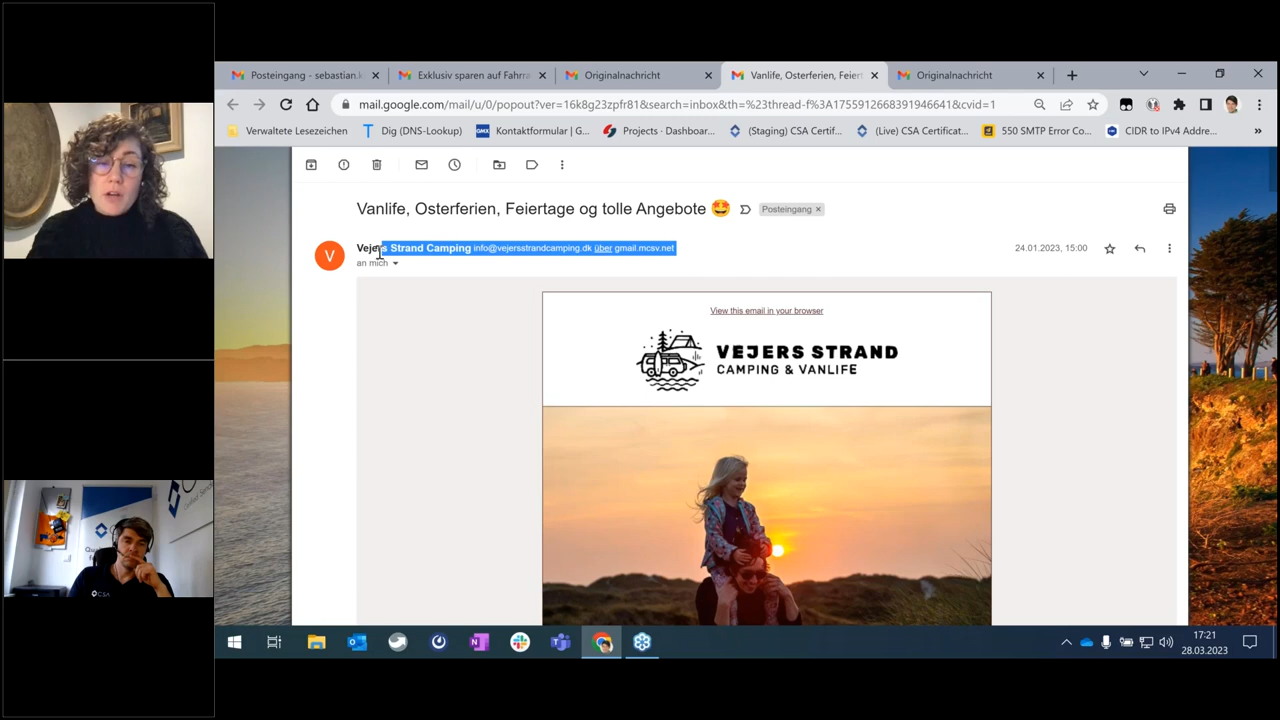 Posteingang - sebastian.k
Exklusiv sparen auf Fahrra
Originalnachricht
Vanlife, Osterferien, Feiert
Originalnachricht
mail.google.com/mail/u/0/popout?ver=16k8g23zpfr81&search=inbox&th=%23thread-f%3A1755912668391946641&cvid=1
Verwaltete Lesezeichen
Dig (DNS-Lookup)
GMX
Kontaktformular | G...
Projects · Dashboar...
(Staging) CSA Certif...
(Live) CSA Certificat...
550 SMTP Error Co...
CIDR to IPv4 Addre...
»
Vanlife, Osterferien, Feiertage og tolle Angebote 🤩
Posteingang ×
V
Vejers Strand Camping info@vejersstrandcamping.dk über gmail.mcsv.net
24.01.2023, 15:00
an mich
View this email in your browser
VEJERS STRAND
CAMPING & VANLIFE
CSA
17:21
28.03.2023